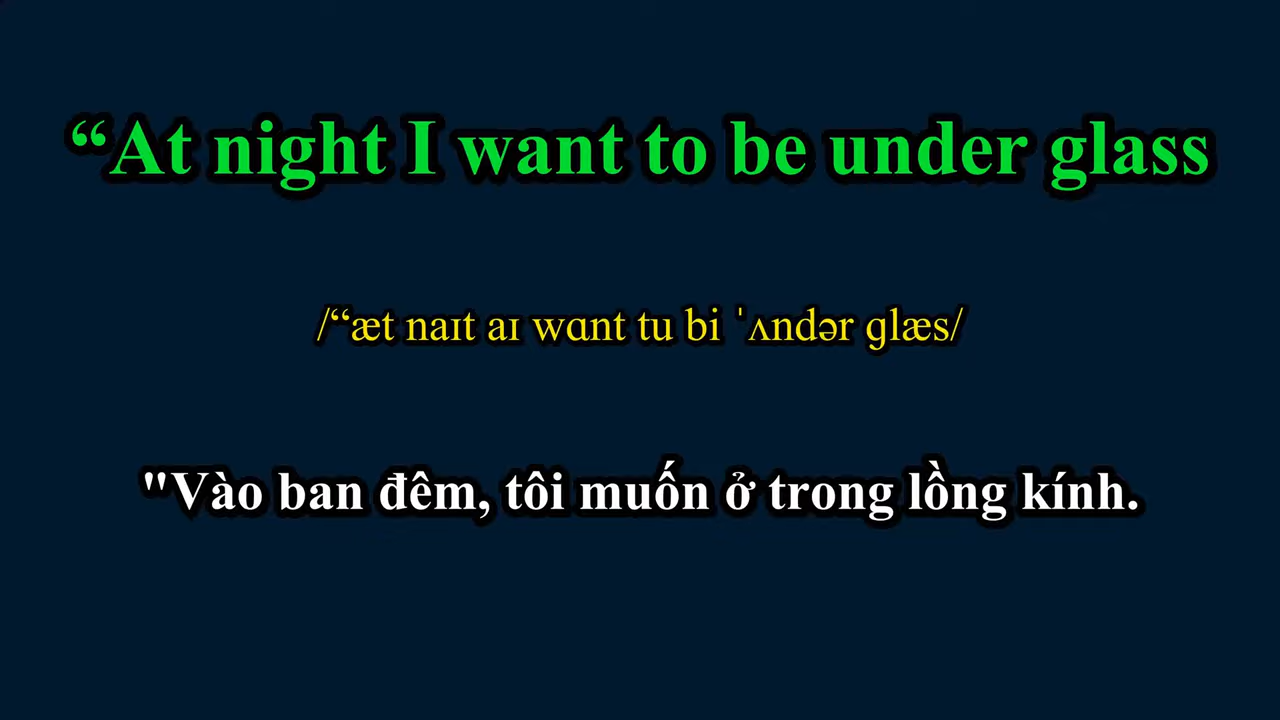 “At night I want to be under glass
/“æt naɪt aɪ wɑnt tu bi ˈʌndər ɡlæs/
"Vào ban đêm, tôi muốn ở trong lồng kính.